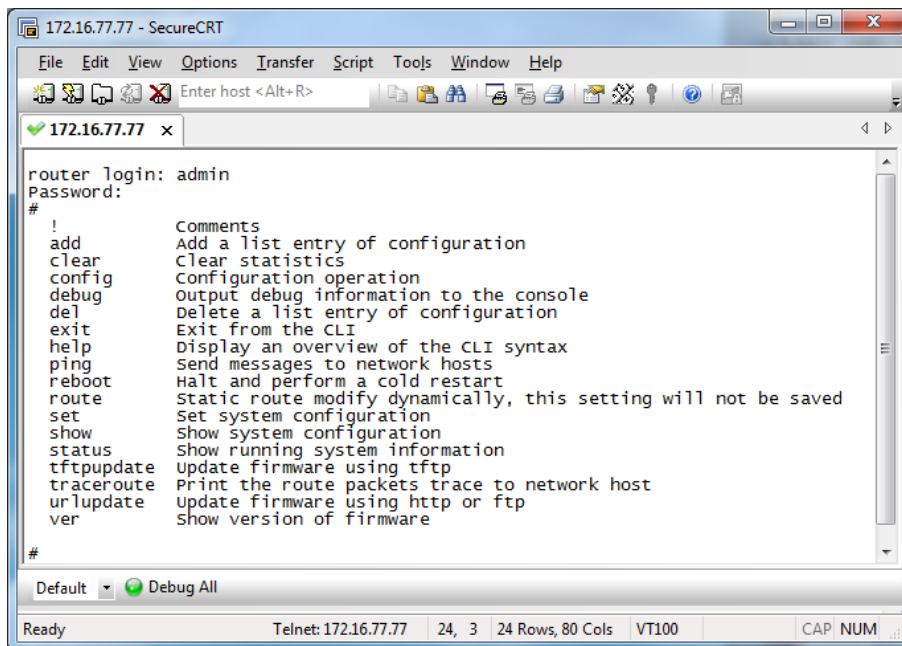 172.16.77.77 - SecureCRT
File Edit View Options Transfer Script Tools Window Help
Enter host <Alt+R>
172.16.77.77 x
router login: admin
Password:
#
! Comments
add Add a list entry of configuration
clear Clear statistics
config Configuration operation
debug Output debug information to the console
del Delete a list entry of configuration
exit Exit from the CLI
help Display an overview of the CLI syntax
ping Send messages to network hosts
reboot Halt and perform a cold restart
route Static route modify dynamically, this setting will not be saved
set Set system configuration
show Show system configuration
status Show running system information
tftpupdate Update firmware using tftp
traceroute Print the route packets trace to network host
urlupdate Update firmware using http or ftp
ver Show version of firmware
#
Default Debug All
Ready Telnet: 172.16.77.77 24, 3 24 Rows, 80 Cols VT100 CAP NUM